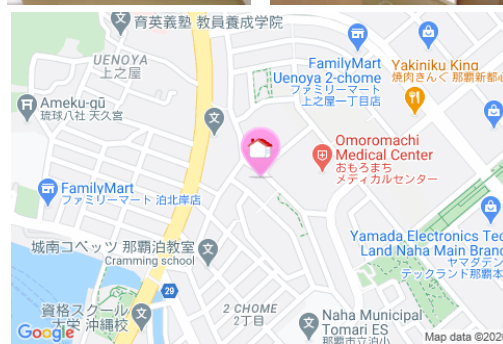 育英義塾 教員養成学院
UENOYA
上之屋
FamilyMart
Uenoya 2-chome
ファミリーマート
上之屋一丁目店
Yakiniku King
焼肉きんぐ 那覇新都心
Ameku-gū
琉球八社 天久宮
Omoromachi
Medical Center
おもろまち
メディカルセンター
FamilyMart
ファミリーマート 泊北岸店
城南コベッツ 那覇泊教室
Cramming school
Yamada Electronics Tec
Land Naha Main Branc
ヤマダデン
テックランド那覇本
29
資格スクール
大栄 沖縄校
2 CHOME
2丁目
Naha Municipal
Tomari ES
那覇市立泊小
Google
Map data ©202